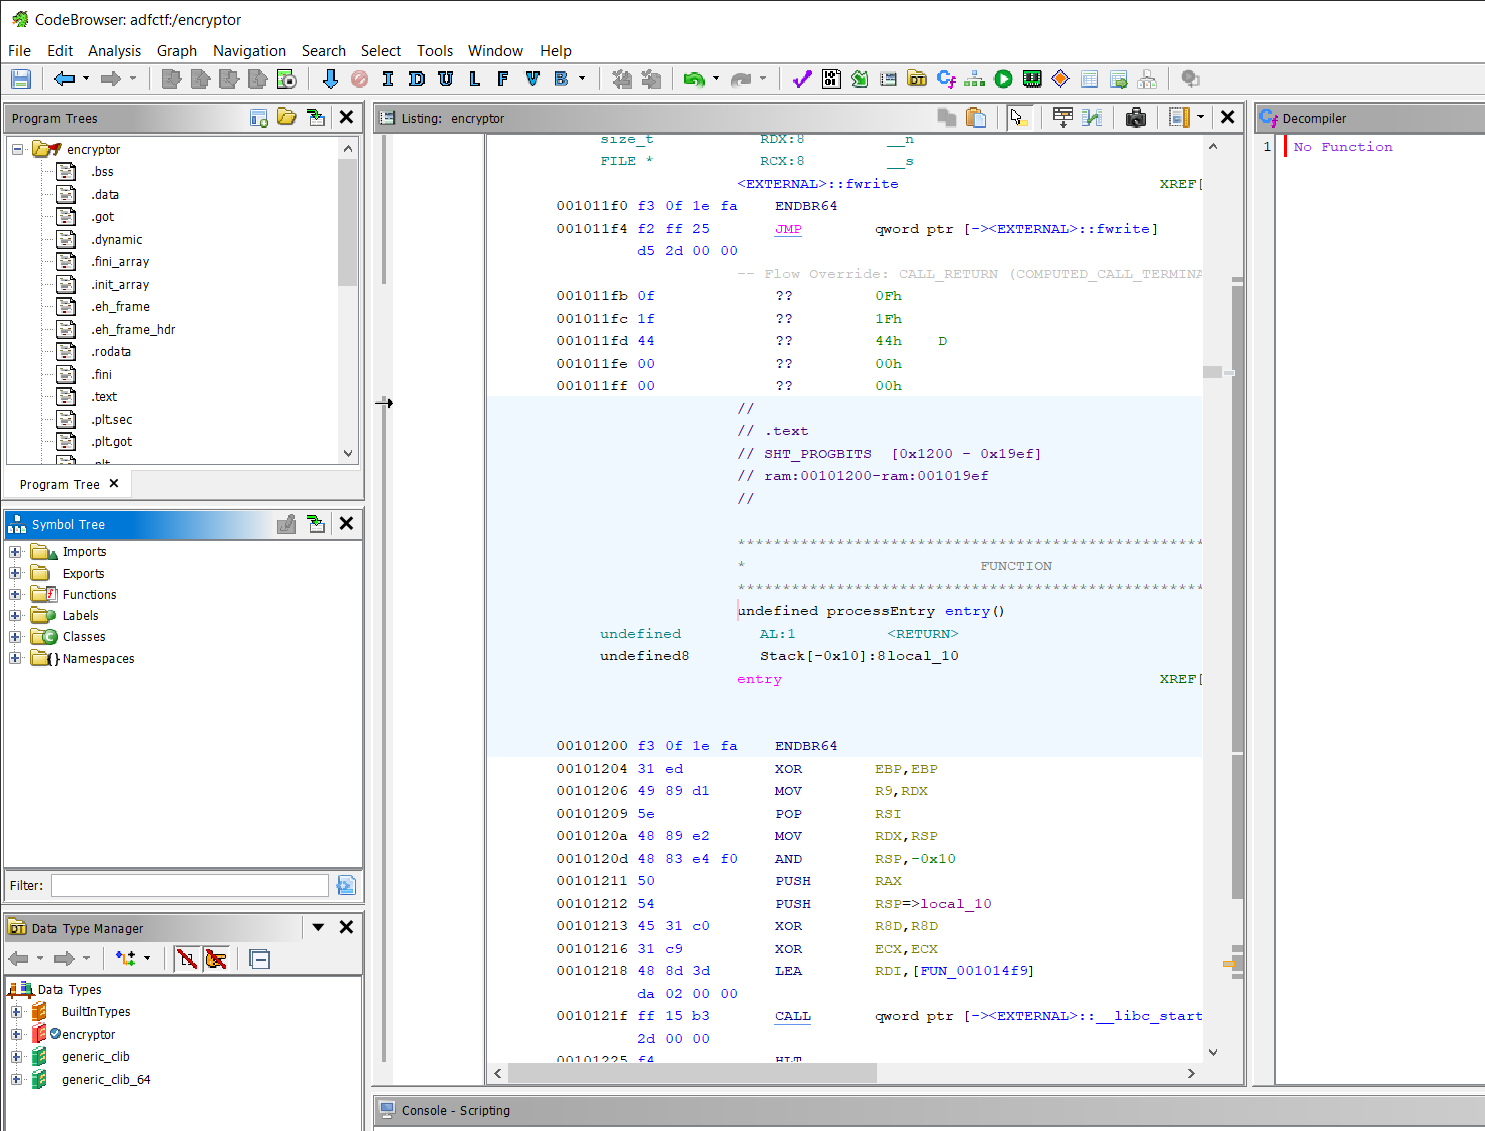 CodeBrowser: adfctf:/encryptor
File Edit Analysis Graph Navigation Search Select Tools Window Help
I D U L F V B
Program Trees
encryptor
.bss
.data
.got
.dynamic
.fini_array
.init_array
.eh_frame
.eh_frame_hdr
.rodata
.fini
.text
.plt.sec
.plt.got
.plt
Program Tree
Symbol Tree
Imports
Exports
Functions
Labels
Classes
Namespaces
Filter:
Data Type Manager
Data Types
BuiltInTypes
encryptor
generic_clib
generic_clib_64
Listing: encryptor
size_t RDX:8 __n
FILE * RCX:8 __s
<EXTERNAL>::fwrite XREF[
001011f0 f3 0f 1e fa ENDBR64
001011f4 f2 ff 25 JMP qword ptr [-><EXTERNAL>::fwrite]
d5 2d 00 00
-- Flow Override: CALL_RETURN (COMPUTED_CALL_TERMINA
001011fb 0f ?? 0Fh
001011fc 1f ?? 1Fh
001011fd 44 ?? 44h D
001011fe 00 ?? 00h
001011ff 00 ?? 00h
//
// .text
// SHT_PROGBITS [0x1200 - 0x19ef]
// ram:00101200-ram:001019ef
//
****************************************************
* FUNCTION
****************************************************
undefined processEntry entry()
undefined AL:1 <RETURN>
undefined8 Stack[-0x10]:8 local_10
entry XREF[
00101200 f3 0f 1e fa ENDBR64
00101204 31 ed XOR EBP,EBP
00101206 49 89 d1 MOV R9,RDX
00101209 5e POP RSI
0010120a 48 89 e2 MOV RDX,RSP
0010120d 48 83 e4 f0 AND RSP,-0x10
00101211 50 PUSH RAX
00101212 54 PUSH RSP=>local_10
00101213 45 31 c0 XOR R8D,R8D
00101216 31 c9 XOR ECX,ECX
00101218 48 8d 3d LEA RDI,[FUN_001014f9]
da 02 00 00
0010121f ff 15 b3 CALL qword ptr [-><EXTERNAL>::__libc_start
2d 00 00
00101225 f4 HLT
Console - Scripting
Decompiler
1 No Function